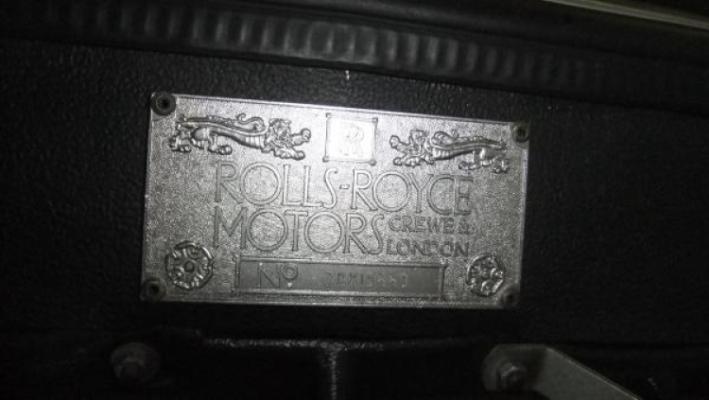 R
ROLLS-ROYCE
MOTORS CREWE &
LONDON
No